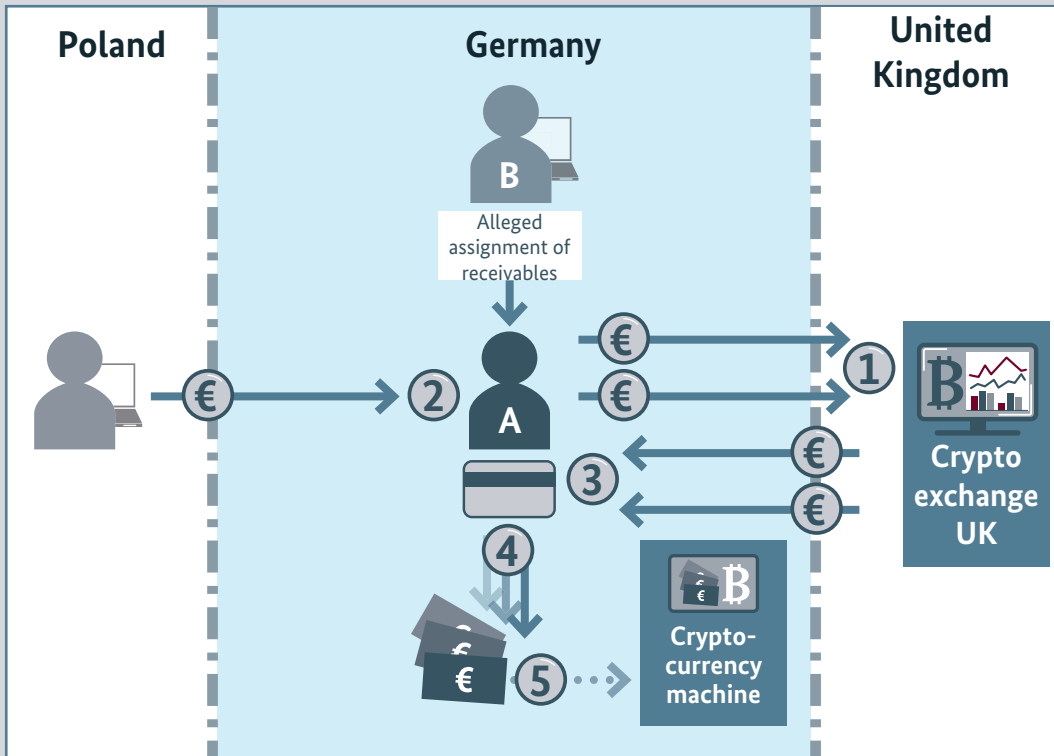 Poland
Germany
United
Kingdom
B
Alleged
assignment of
receivables
€
€
1
€
2
A
€
Crypto
exchange
UK
3
€
4
€
€
€
Crypto-
currency
machine
€
€
€
5